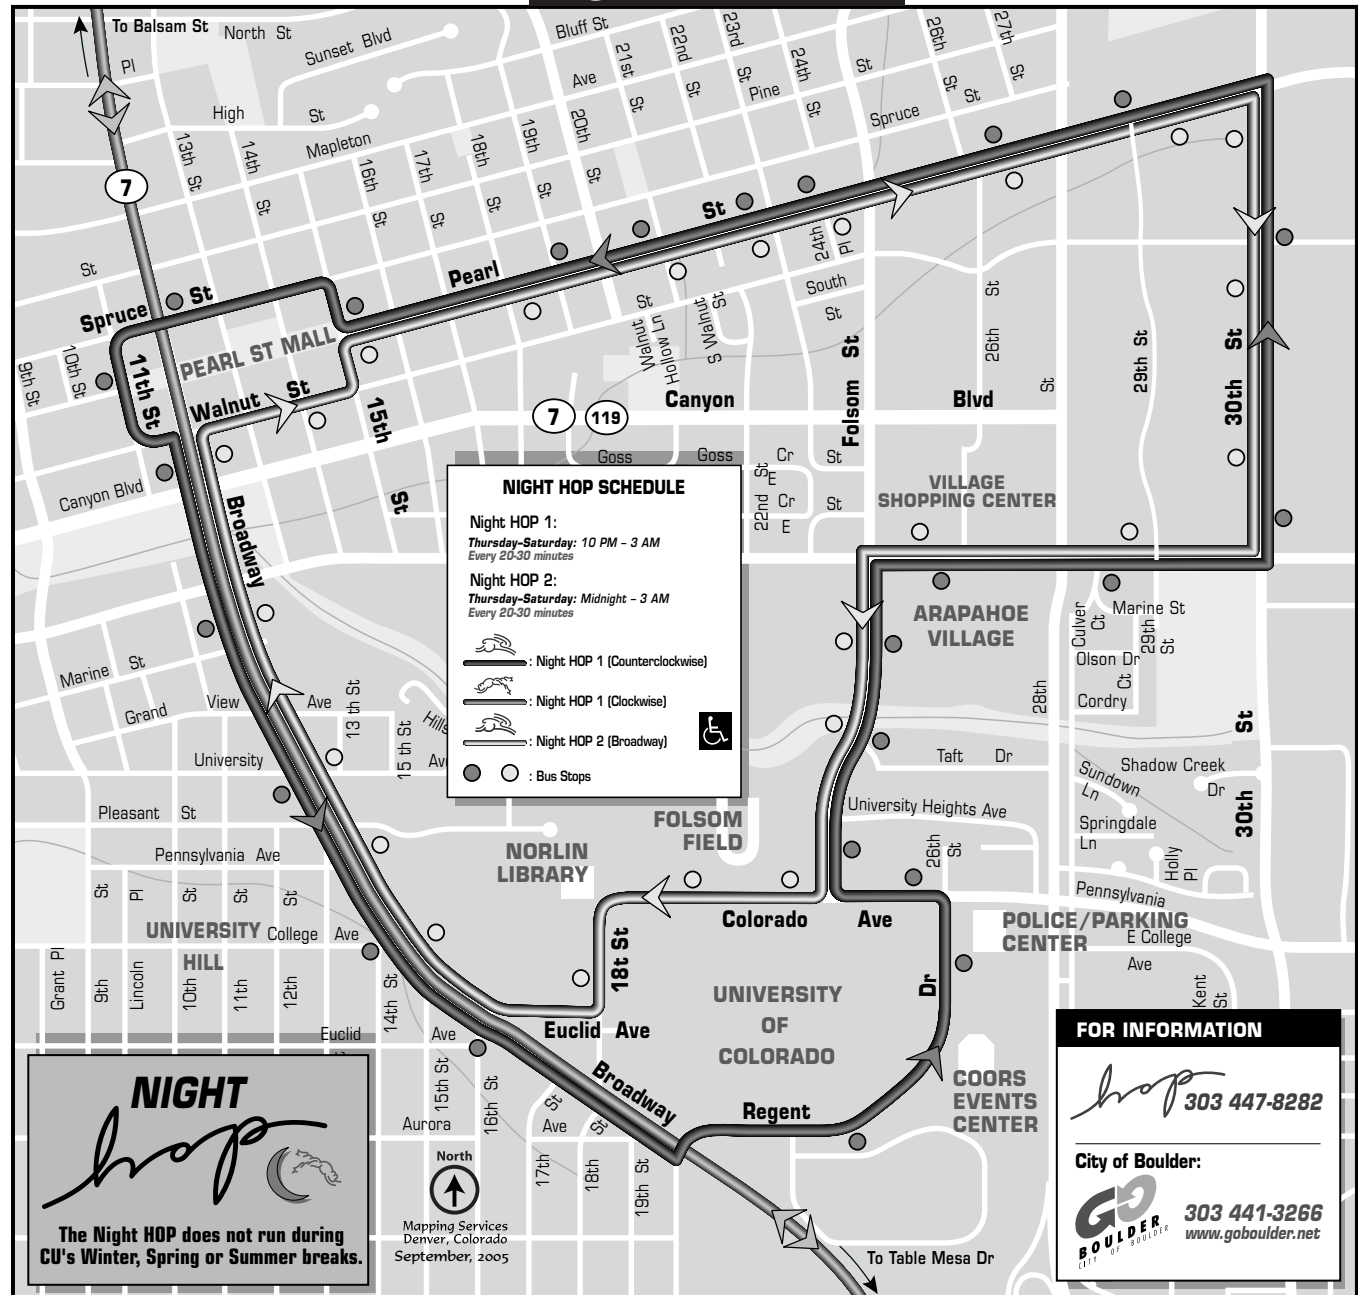 To Balsam St
North St
Sunset Blvd
Bluff St
23rd
St
22nd
St
21st
St
26th
St
27th
St
24th
St
St
Pl
High St
Ave
Pine
St
Spruce
Mapleton
20th
St
19th
St
18th
St
17th
St
16th
St
14th
St
13th
St
7
St
24th
Pl
South
St
Pearl St
Spruce St
PEARL ST MALL
St
Walnut
Hollow Ln
S Walnut
St
26th
St
St
29th St
30th St
Folsom St
10th St
9th St
11th St
Walnut St
15th
St
7
119
Canyon Blvd
Goss
Goss
Cr
St
St
E
Cr
St
22nd
E
VILLAGE
SHOPPING CENTER
Canyon Blvd
Broadway
NIGHT HOP SCHEDULE
Night HOP 1:
Thursday-Saturday: 10 PM – 3 AM
Every 20-30 minutes
Night HOP 2:
Thursday-Saturday: Midnight – 3 AM
Every 20-30 minutes
: Night HOP 1 (Counterclockwise)
: Night HOP 1 (Clockwise)
: Night HOP 2 (Broadway)
: Bus Stops
ARAPAHOE
VILLAGE
Culver
Ct
Marine St
29th
St
Olson Dr
Ct
Cordry
28th
30th St
Marine St
Grand View Ave
13 th St
15 th St
University
Pleasant St
Pennsylvania Ave
Taft Dr
Sundown
Ln
Shadow Creek
Dr
University Heights Ave
Springdale
Ln
26th
St
Holly
Pl
Pennsylvania
FOLSOM
FIELD
NORLIN
LIBRARY
St
Pl
St
St
St
UNIVERSITY
HILL
College Ave
Colorado Ave
POLICE/PARKING
CENTER
E College
Ave
Kent
St
Grant Pl
9th
Lincoln
10th
11th
12th
14th St
18t St
Dr
UNIVERSITY
OF
COLORADO
Euclid Ave
Euclid Ave
Broadway
Regent
COORS
EVENTS
CENTER
15th St
16th St
Aurora
St
Ave
St
17th
18th
19th St
North
Mapping Services
Denver, Colorado
September, 2005
To Table Mesa Dr
NIGHT
hop
The Night HOP does not run during
CU's Winter, Spring or Summer breaks.
FOR INFORMATION
hop 303 447-8282
City of Boulder:
GO
BOULDER
CITY OF BOULDER
303 441-3266
www.goboulder.net